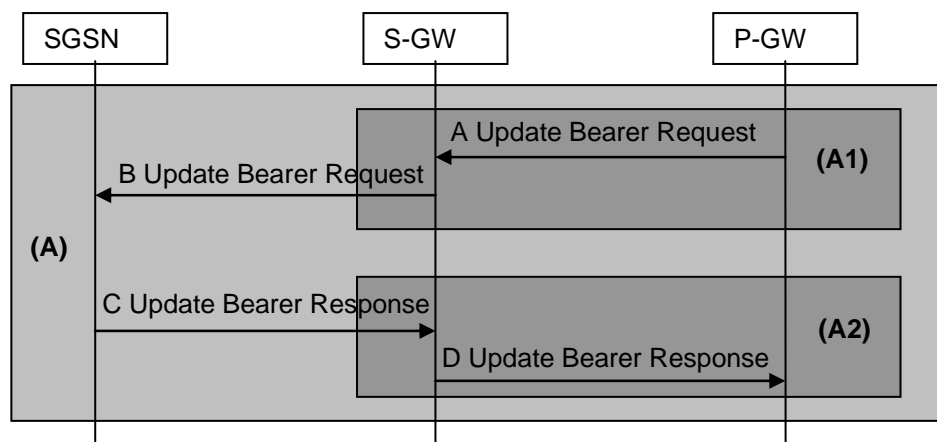 SGSN
S-GW
P-GW
A Update Bearer Request
(A1)
B Update Bearer Request
(A)
C Update Bearer Response
(A2)
D Update Bearer Response